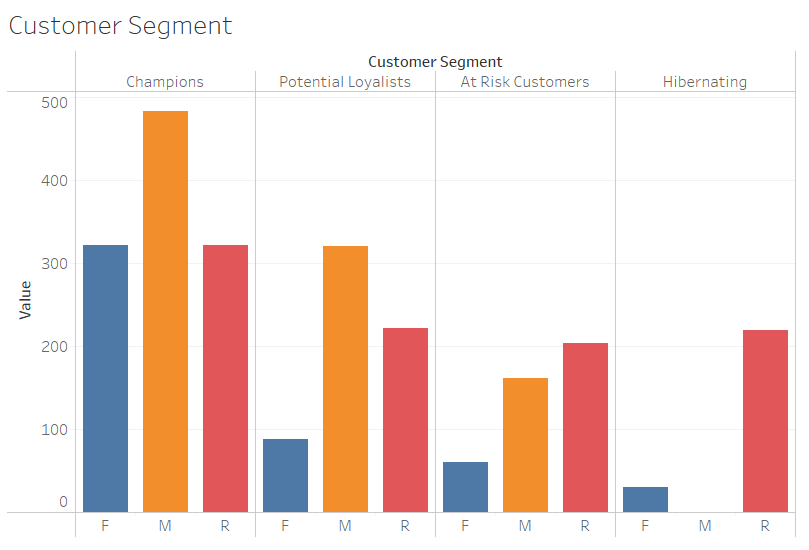 Customer Segment
Customer Segment
Champions Potential Loyalists At Risk Customers Hibernating
500
400
300
200
100
0
Value
F M R F M R F M R F M R